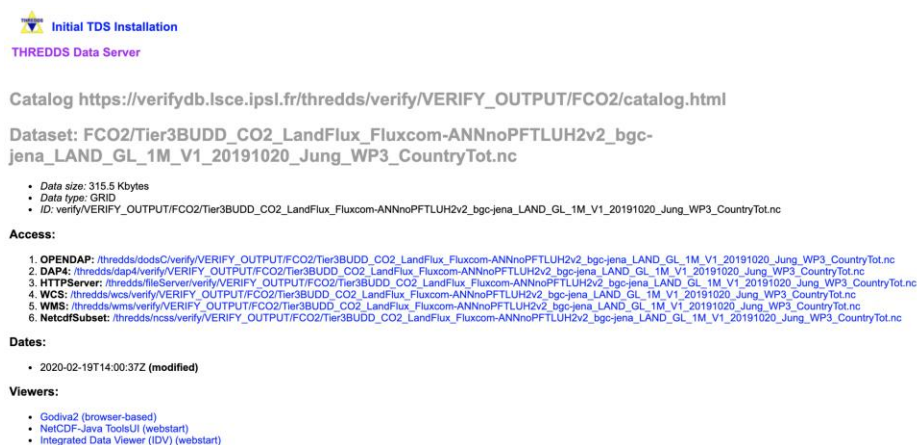 THREDDS
Initial TDS Installation
THREDDS Data Server
Catalog https://verifydb.lsce.ipsl.fr/thredds/verify/VERIFY_OUTPUT/FCO2/catalog.html
Dataset: FCO2/Tier3BUDD_CO2_LandFlux_Fluxcom-ANNnoPFTLUH2v2_bgc-
jena_LAND_GL_1M_V1_20191020_Jung_WP3_CountryTot.nc
• Data size: 315.5 Kbytes
• Data type: GRID
• ID: verify/VERIFY_OUTPUT/FCO2/Tier3BUDD_CO2_LandFlux_Fluxcom-ANNnoPFTLUH2v2_bgc-jena_LAND_GL_1M_V1_20191020_Jung_WP3_CountryTot.nc
Access:
1. OPENDAP: /thredds/dodsC/verify/VERIFY_OUTPUT/FCO2/Tier3BUDD_CO2_LandFlux_Fluxcom-ANNnoPFTLUH2v2_bgc-jena_LAND_GL_1M_V1_20191020_Jung_WP3_CountryTot.nc
2. DAP4: /thredds/dap4/verify/VERIFY_OUTPUT/FCO2/Tier3BUDD_CO2_LandFlux_Fluxcom-ANNnoPFTLUH2v2_bgc-jena_LAND_GL_1M_V1_20191020_Jung_WP3_CountryTot.nc
3. HTTPServer: /thredds/fileServer/verify/VERIFY_OUTPUT/FCO2/Tier3BUDD_CO2_LandFlux_Fluxcom-ANNnoPFTLUH2v2_bgc-jena_LAND_GL_1M_V1_20191020_Jung_WP3_CountryTot.nc
4. WCS: /thredds/wcs/verify/VERIFY_OUTPUT/FCO2/Tier3BUDD_CO2_LandFlux_Fluxcom-ANNnoPFTLUH2v2_bgc-jena_LAND_GL_1M_V1_20191020_Jung_WP3_CountryTot.nc
5. WMS: /thredds/wms/verify/VERIFY_OUTPUT/FCO2/Tier3BUDD_CO2_LandFlux_Fluxcom-ANNnoPFTLUH2v2_bgc-jena_LAND_GL_1M_V1_20191020_Jung_WP3_CountryTot.nc
6. NetcdfSubset: /thredds/ncss/verify/VERIFY_OUTPUT/FCO2/Tier3BUDD_CO2_LandFlux_Fluxcom-ANNnoPFTLUH2v2_bgc-jena_LAND_GL_1M_V1_20191020_Jung_WP3_CountryTot.nc
Dates:
• 2020-02-19T14:00:37Z (modified)
Viewers:
• Godiva2 (browser-based)
• NetCDF-Java ToolsUI (webstart)
• Integrated Data Viewer (IDV) (webstart)